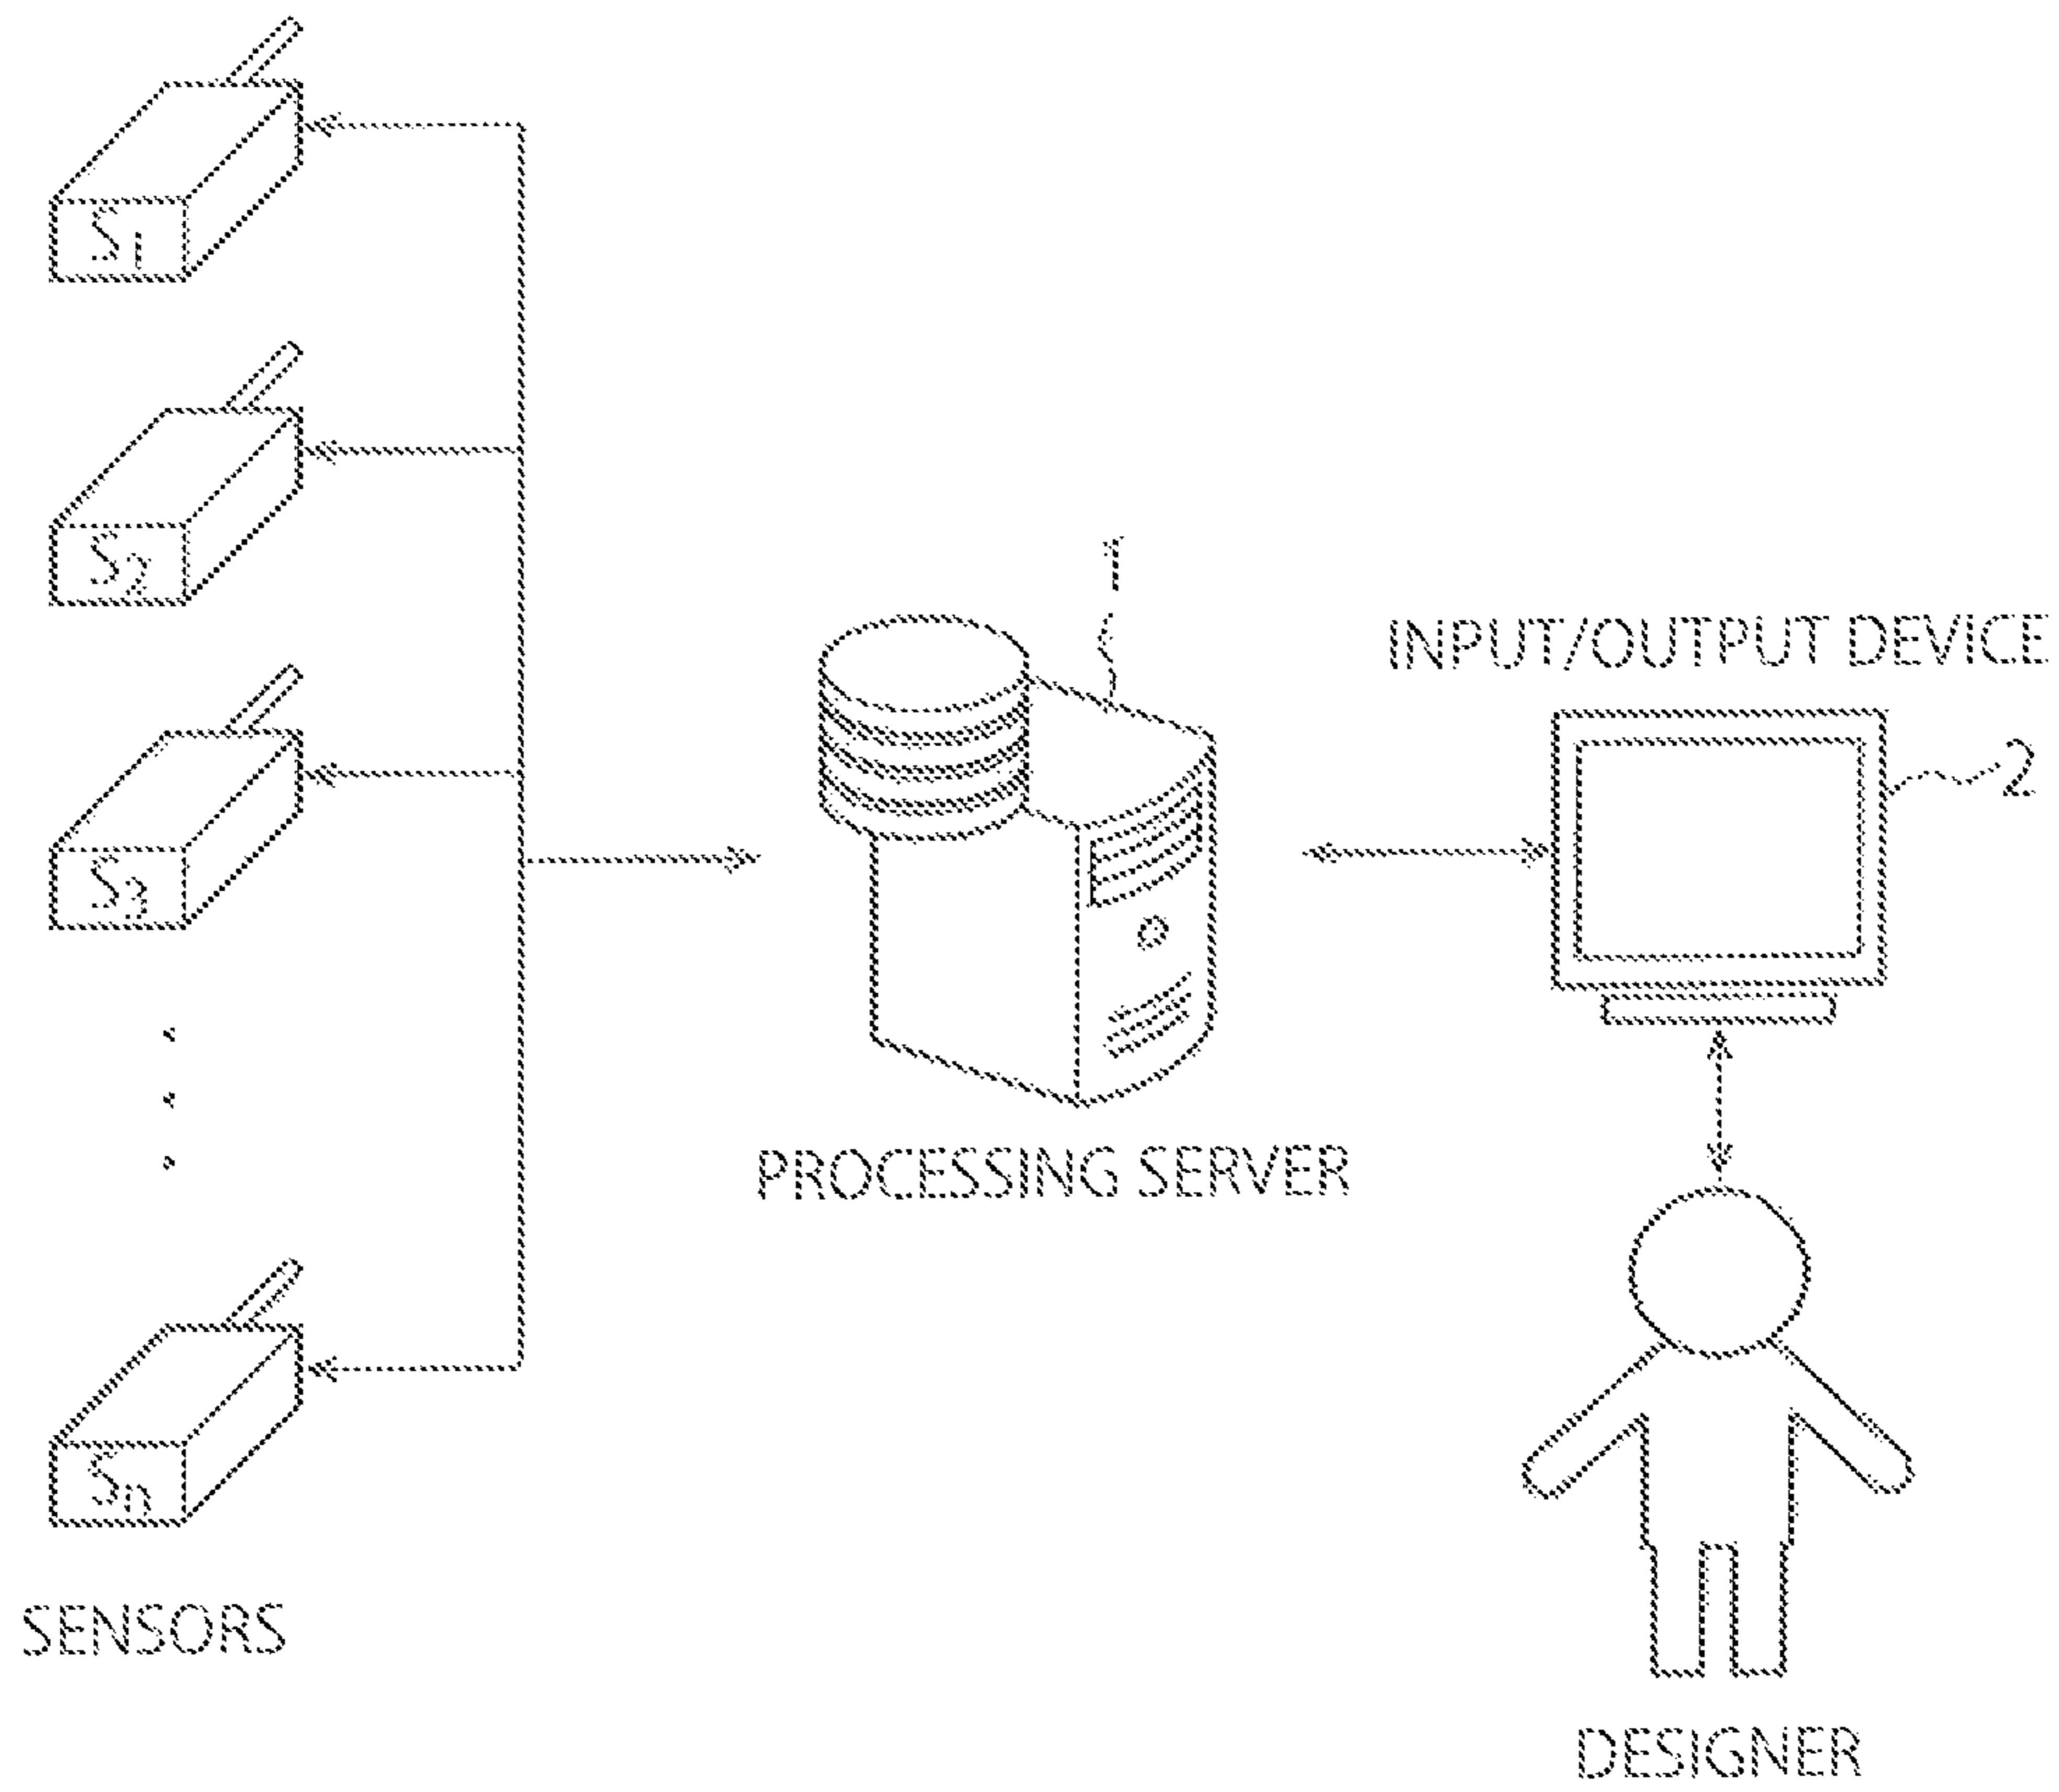 S1
S2
S3
Sn
SENSORS
1
PROCESSING SERVER
INPUT/OUTPUT DEVICE
2
DESIGNER